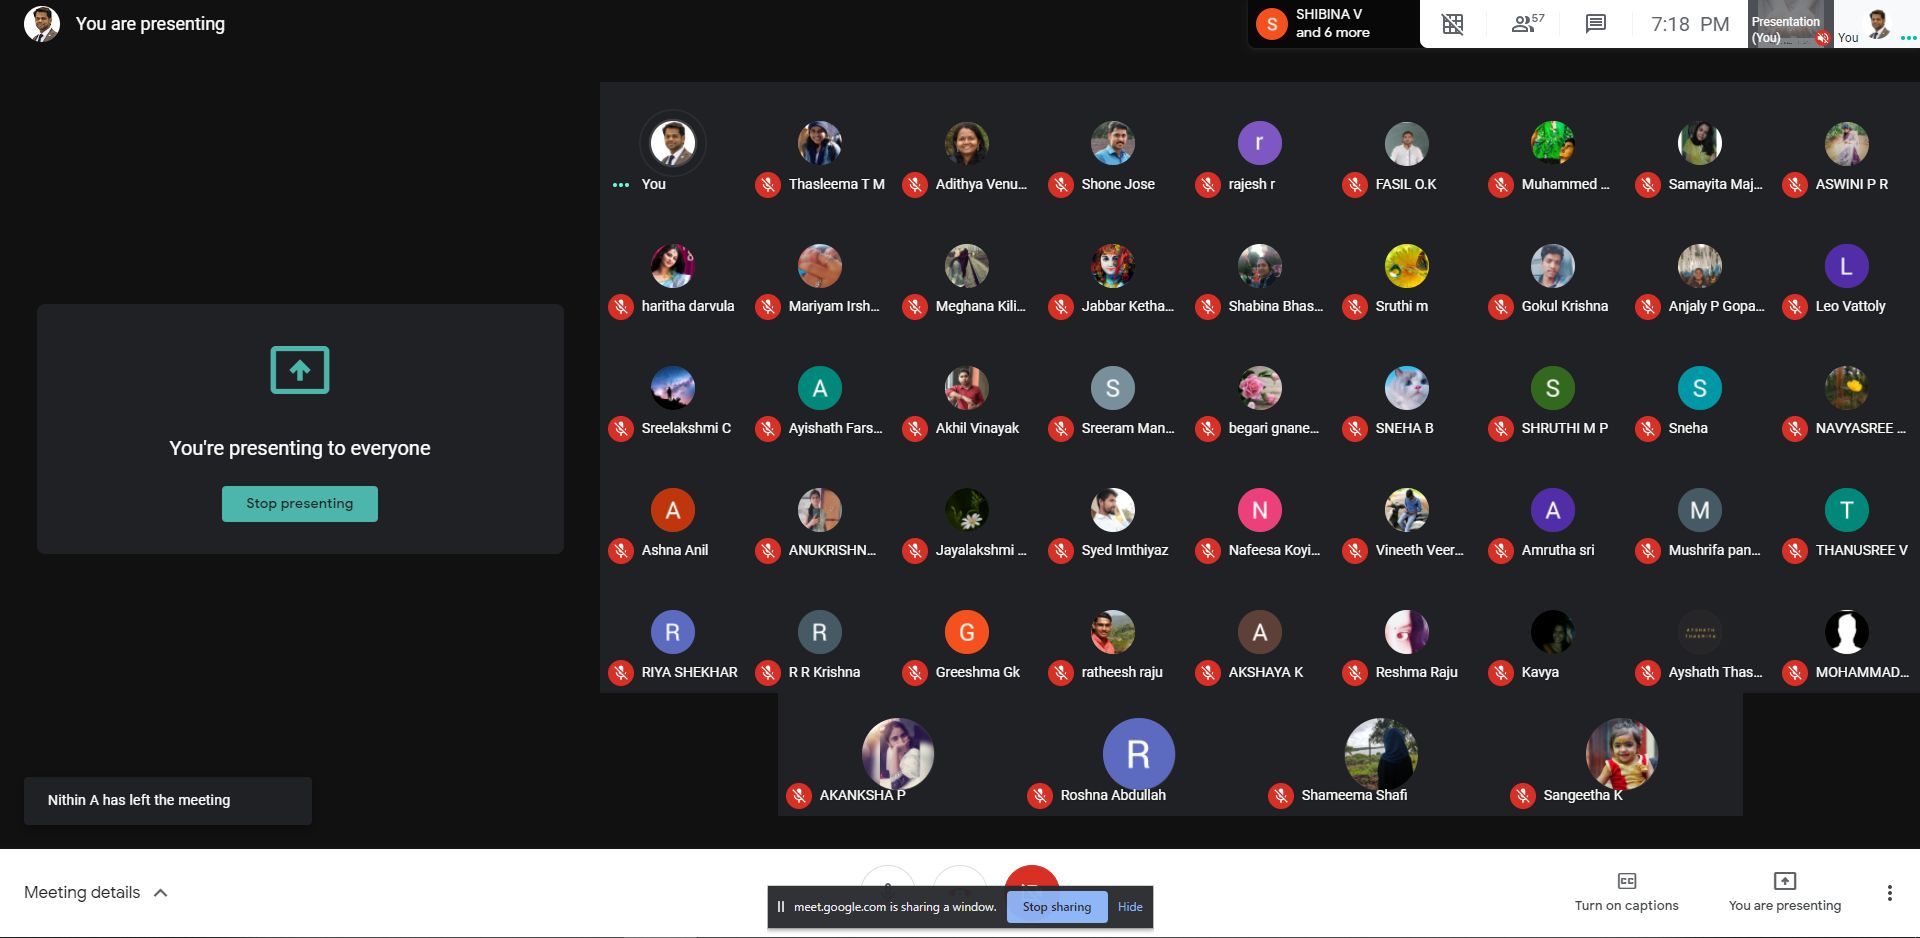 You are presenting
S
SHIBINA V
and 6 more
57
7:18 PM
Presentation
(You)
You
You
Thasleema T M
Adithya Venu...
Shone Jose
r
rajesh r
FASIL O.K
Muhammed ...
Samayita Maj...
ASWINI P R
haritha darvula
Mariyam Irsh...
Meghana Kili...
Jabbar Ketha...
Shabina Bhas...
Sruthi m
Gokul Krishna
Anjaly P Gopa...
L
Leo Vattoly
Sreelakshmi C
A
Ayishath Fars...
Akhil Vinayak
S
Sreeram Man...
begari gnane...
SNEHA B
S
SHRUTHI M P
S
Sneha
NAVYASREE ...
A
Ashna Anil
ANUKRISHN...
Jayalakshmi ...
Syed Imthiyaz
N
Nafeesa Koyi...
Vineeth Veer...
A
Amrutha sri
M
Mushrifa pan...
T
THANUSREE V
R
RIYA SHEKHAR
R
R R Krishna
G
Greeshma Gk
ratheesh raju
A
AKSHAYA K
Reshma Raju
Kavya
AYSHATH
THASRIYA
Ayshath Thas...
MOHAMMAD...
AKANKSHA P
R
Roshna Abdullah
Shameema Shafi
Sangeetha K
You're presenting to everyone
Stop presenting
Nithin A has left the meeting
Meeting details
meet.google.com is sharing a window.
Stop sharing
Hide
CC
Turn on captions
You are presenting